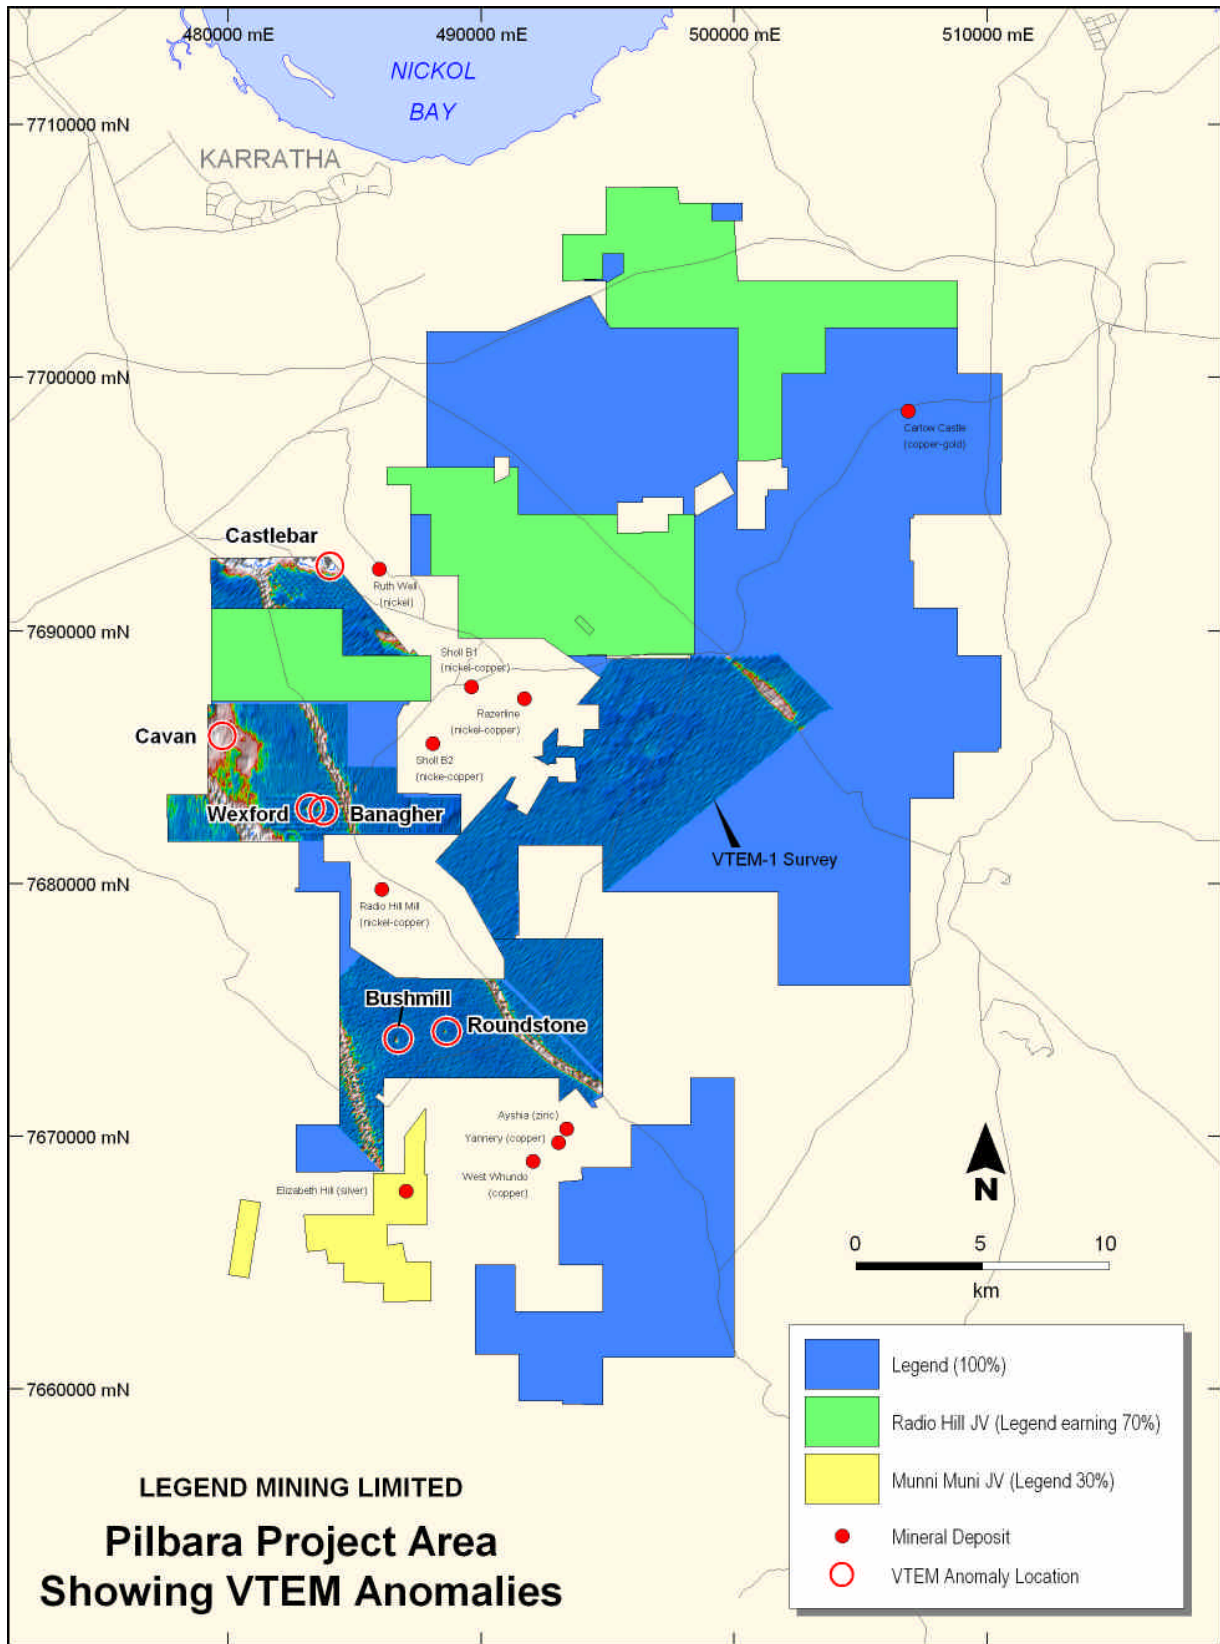 480000 mE
490000 mE
500000 mE
510000 mE
NICKOL
BAY
7710000 mN
KARRATHA
7700000 mN
Carlow Castle
(copper-gold)
Castlebar
Ruth Well
(nickel)
7690000 mN
Sholl B1
(nickel-copper)
Razorline
(nickel-copper)
Cavan
Sholl B2
(nicke-copper)
Wexford
Banagher
VTEM-1 Survey
7680000 mN
Radio Hill Mill
(nickel-copper)
Bushmill
Roundstone
Ayshia (zinc)
7670000 mN
Yannery (copper)
West Whundo
(copper)
Elizabeth Hill (silver)
N
0 5 10
km
Legend (100%)
7660000 mN
Radio Hill JV (Legend earning 70%)
Munni Muni JV (Legend 30%)
Mineral Deposit
VTEM Anomaly Location
LEGEND MINING LIMITED
Pilbara Project Area
Showing VTEM Anomalies